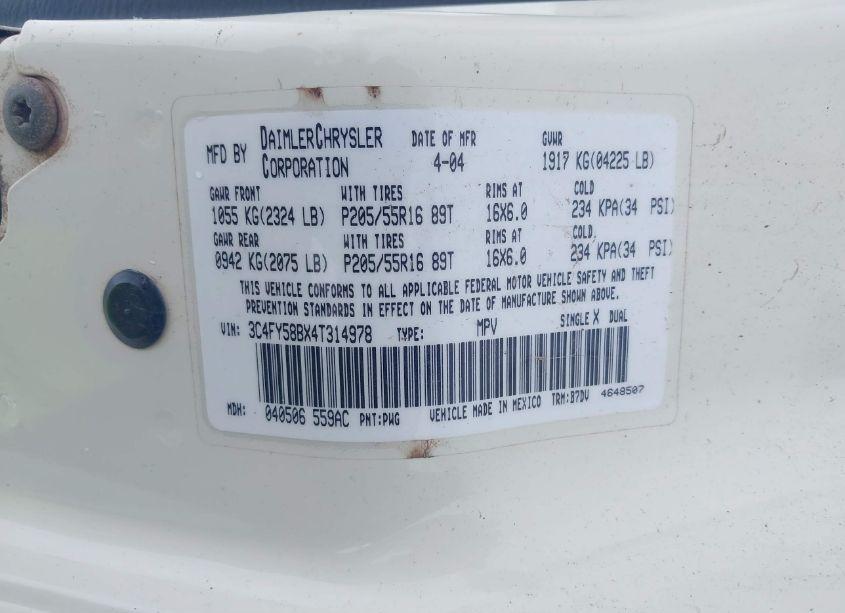 MFD BY DAIMLERCHRYSLER CORPORATION DATE OF MFR 4-04 GVWR 1917 KG(04225 LB)
GAWR FRONT WITH TIRES RIMS AT COLD
1055 KG(2324 LB) P205/55R16 89T 16X6.0 234 KPA(34 PSI)
GAWR REAR WITH TIRES RIMS AT COLD
0942 KG(2075 LB) P205/55R16 89T 16X6.0 234 KPA(34 PSI)
THIS VEHICLE CONFORMS TO ALL APPLICABLE FEDERAL MOTOR VEHICLE SAFETY AND THEFT
PREVENTION STANDARDS IN EFFECT ON THE DATE OF MANUFACTURE SHOWN ABOVE.
VIN: 3C4FY58BX4T314978 TYPE: MPV SINGLE X DUAL
MDH: 040506 559AC PNT:PWG VEHICLE MADE IN MEXICO TRM:B7DV 4648507